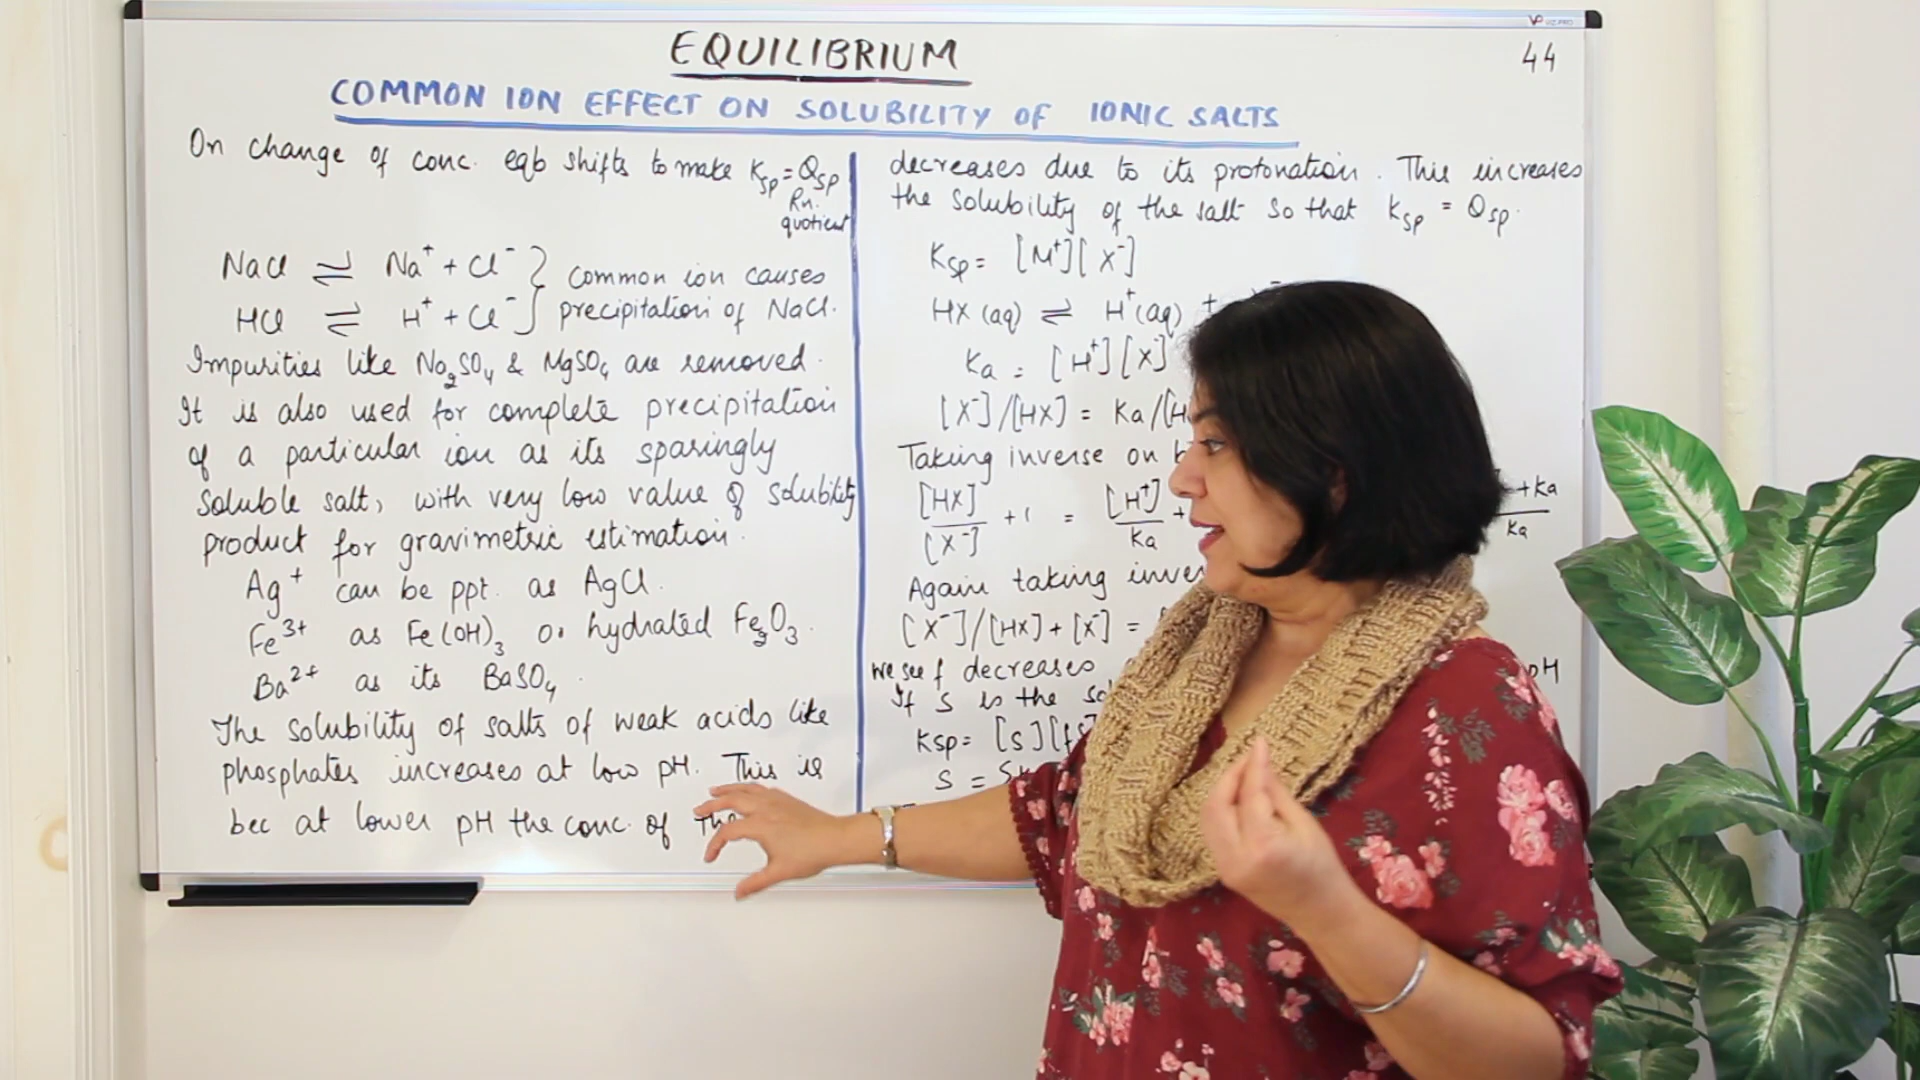 EQUILIBRIUM
44
COMMON ION EFFECT ON SOLUBILITY OF IONIC SALTS
On change of conc. eqb shifts to make Ksp = Qsp
Rn.
quotient
NaCl ⇌ Na⁺ + Cl⁻ } common ion causes
HCl ⇌ H⁺ + Cl⁻ } precipitation of NaCl.
Impurities like Na₂SO₄ & MgSO₄ are removed.
It is also used for complete precipitation
of a particular ion as its sparingly
soluble salt, with very low value of solubility
product for gravimetric estimation.
Ag⁺ can be ppt. as AgCl.
Fe³⁺ as Fe(OH)₃ or hydrated Fe₂O₃.
Ba²⁺ as its BaSO₄.
The solubility of salts of weak acids like
phosphates increases at low pH. This is
bec at lower pH the conc. of the
decreases due to its protonation. This increases
the solubility of the salt so that Ksp = Qsp.
Ksp = [M⁺][X⁻]
HX (aq) ⇌ H⁺(aq) +
Ka = [H⁺][X⁻]
[X⁻]/[HX] = Ka/[H
Taking inverse on b
[HX]/[X⁻] + 1 = [H⁺]/Ka + +Ka/Ka
Again taking inver
[X⁻]/[HX] + [X⁻] =
we see f decreases pH
If S is the so
Ksp = [S][fS]
S =